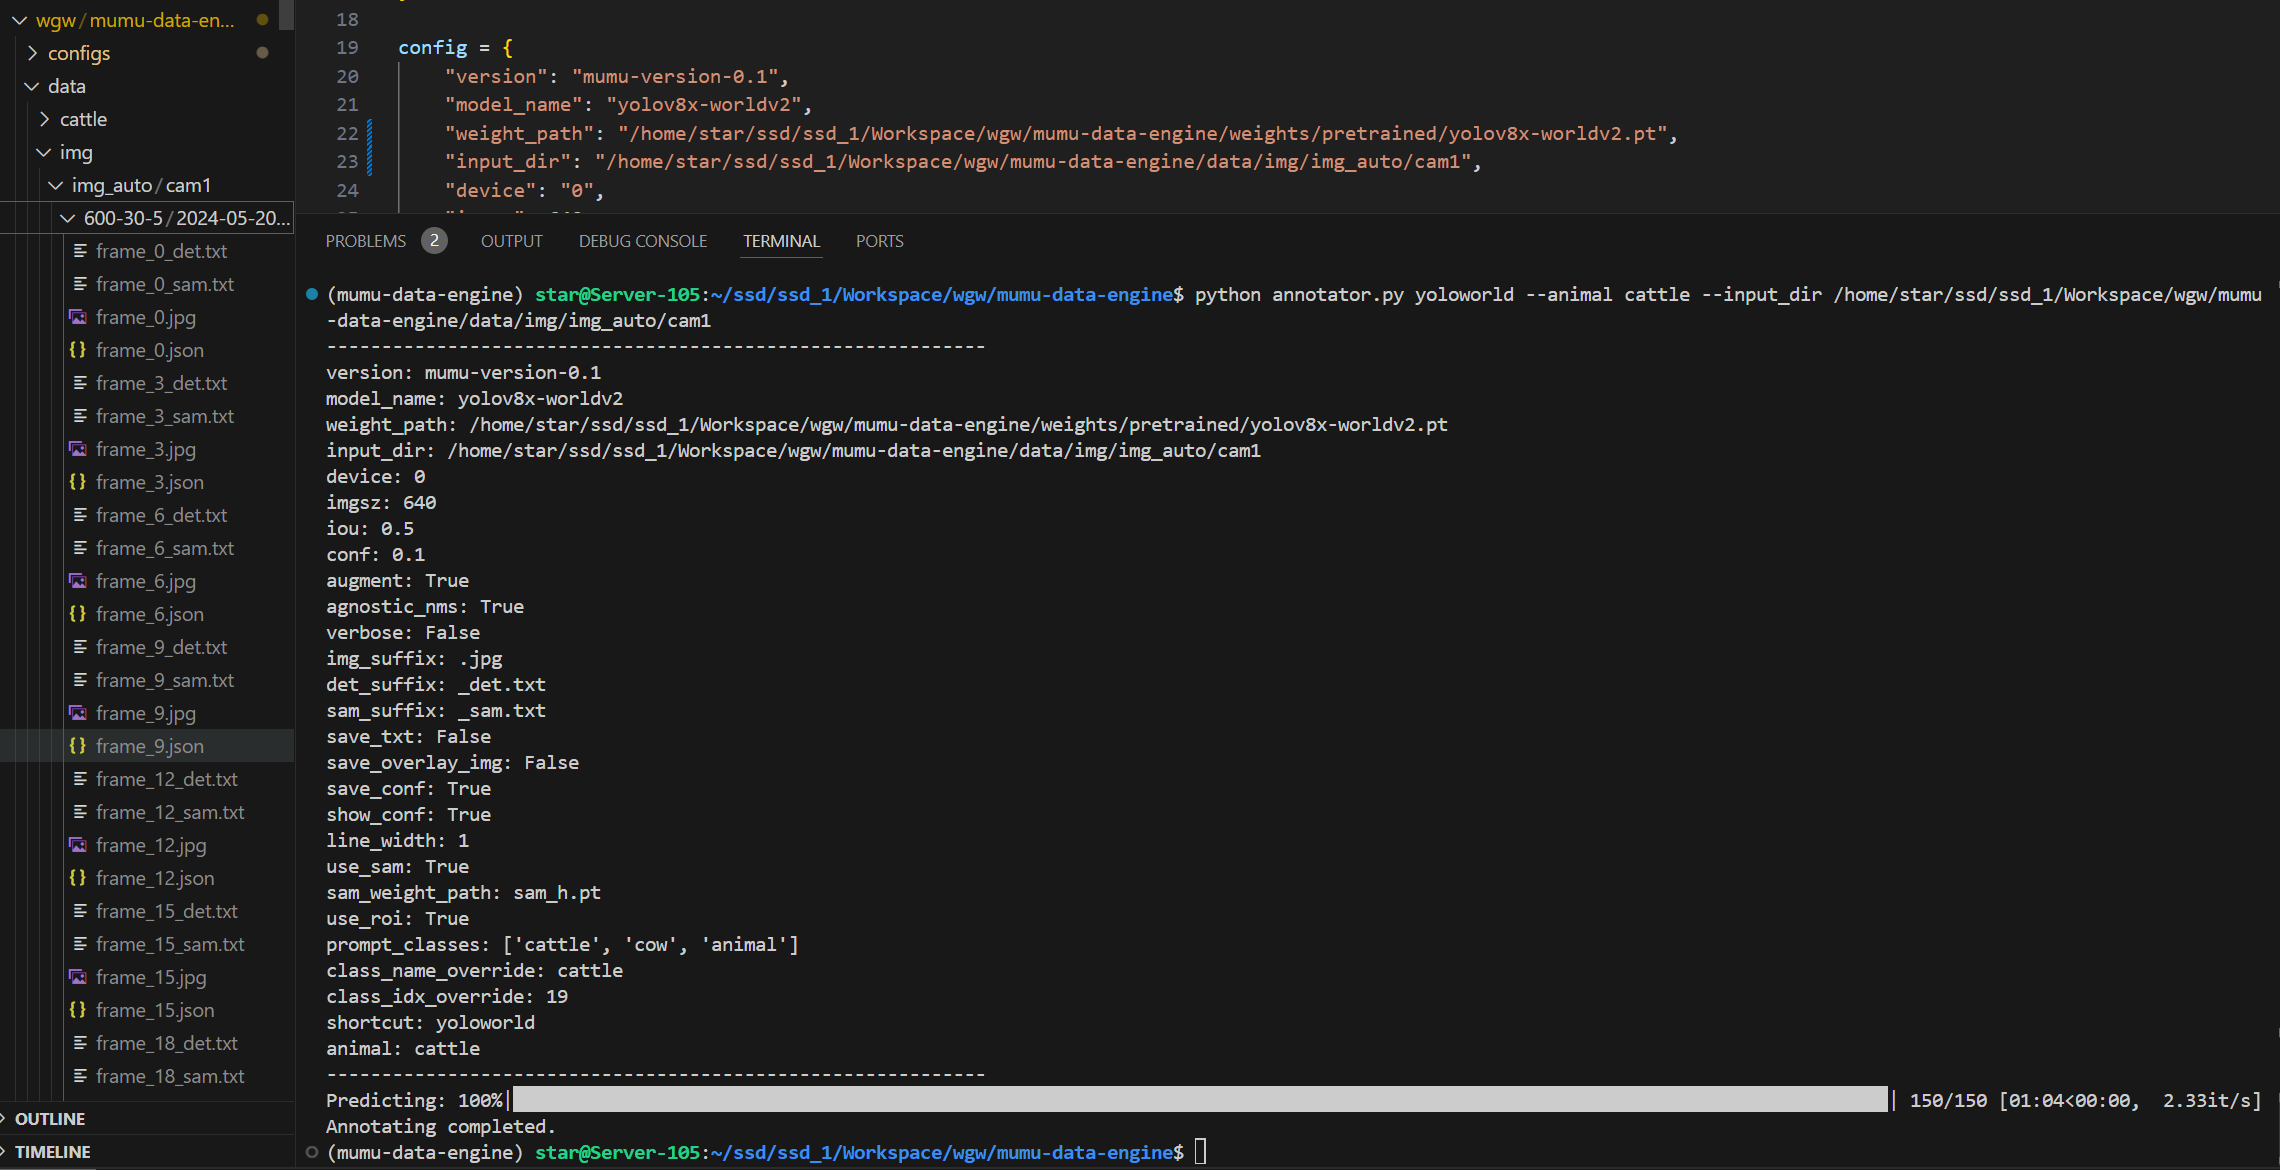 wgw/mumu-data-en...
configs
data
cattle
img
img_auto/cam1
600-30-5/2024-05-20...
frame_0_det.txt
frame_0_sam.txt
frame_0.jpg
frame_0.json
frame_3_det.txt
frame_3_sam.txt
frame_3.jpg
frame_3.json
frame_6_det.txt
frame_6_sam.txt
frame_6.jpg
frame_6.json
frame_9_det.txt
frame_9_sam.txt
frame_9.jpg
frame_9.json
frame_12_det.txt
frame_12_sam.txt
frame_12.jpg
frame_12.json
frame_15_det.txt
frame_15_sam.txt
frame_15.jpg
frame_15.json
frame_18_det.txt
frame_18_sam.txt
OUTLINE
TIMELINE
18
19 config = {
20 "version": "mumu-version-0.1",
21 "model_name": "yolov8x-worldv2",
22 "weight_path": "/home/star/ssd/ssd_1/Workspace/wgw/mumu-data-engine/weights/pretrained/yolov8x-worldv2.pt",
23 "input_dir": "/home/star/ssd/ssd_1/Workspace/wgw/mumu-data-engine/data/img/img_auto/cam1",
24 "device": "0",
PROBLEMS 2 OUTPUT DEBUG CONSOLE TERMINAL PORTS
(mumu-data-engine) star@Server-105:~/ssd/ssd_1/Workspace/wgw/mumu-data-engine$ python annotator.py yoloworld --animal cattle --input_dir /home/star/ssd/ssd_1/Workspace/wgw/mumu
-data-engine/data/img/img_auto/cam1
------------------------------------------------------------
version: mumu-version-0.1
model_name: yolov8x-worldv2
weight_path: /home/star/ssd/ssd_1/Workspace/wgw/mumu-data-engine/weights/pretrained/yolov8x-worldv2.pt
input_dir: /home/star/ssd/ssd_1/Workspace/wgw/mumu-data-engine/data/img/img_auto/cam1
device: 0
imgsz: 640
iou: 0.5
conf: 0.1
augment: True
agnostic_nms: True
verbose: False
img_suffix: .jpg
det_suffix: _det.txt
sam_suffix: _sam.txt
save_txt: False
save_overlay_img: False
save_conf: True
show_conf: True
line_width: 1
use_sam: True
sam_weight_path: sam_h.pt
use_roi: True
prompt_classes: ['cattle', 'cow', 'animal']
class_name_override: cattle
class_idx_override: 19
shortcut: yoloworld
animal: cattle
------------------------------------------------------------
Predicting: 100%| | 150/150 [01:04<00:00, 2.33it/s]
Annotating completed.
(mumu-data-engine) star@Server-105:~/ssd/ssd_1/Workspace/wgw/mumu-data-engine$